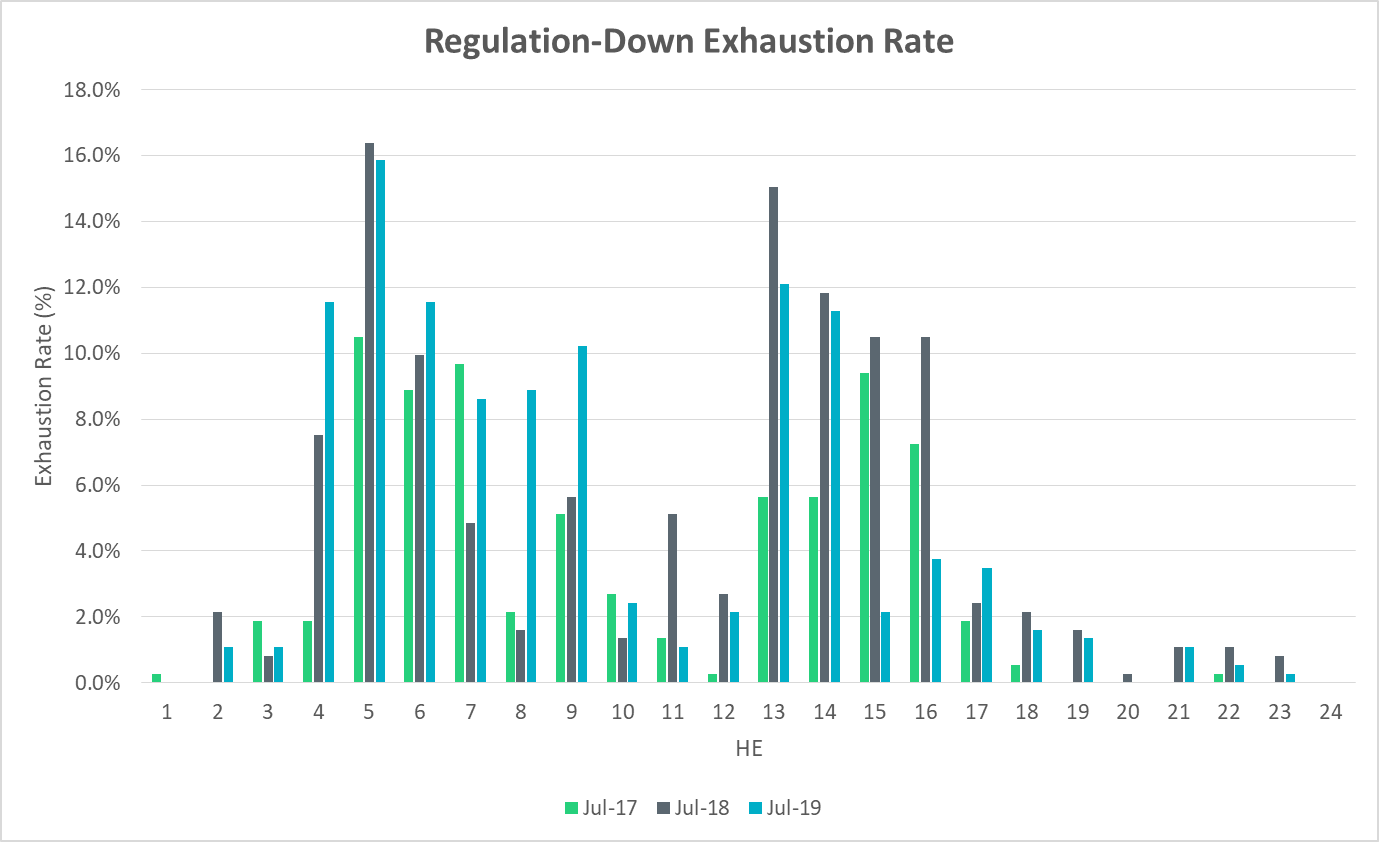 Regulation-Down Exhaustion Rate
18.0%
16.0%
14.0%
12.0%
10.0%
8.0%
6.0%
4.0%
2.0%
0.0%
Exhaustion Rate (%)
1 2 3 4 5 6 7 8 9 10 11 12 13 14 15 16 17 18 19 20 21 22 23 24
HE
Jul-17 Jul-18 Jul-19